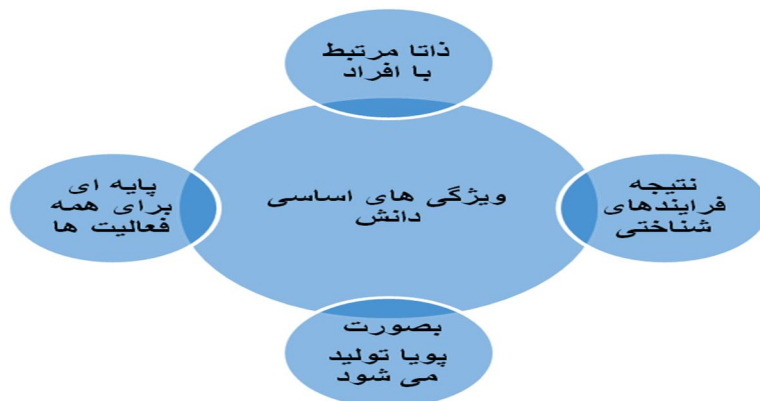 ذاتا مرتبط
با افراد
نتیجه
فرایندهای
شناختی
ویژگی های اساسی
دانش
پایه ای
برای همه
فعالیت ها
بصورت
پویا تولید
می شود